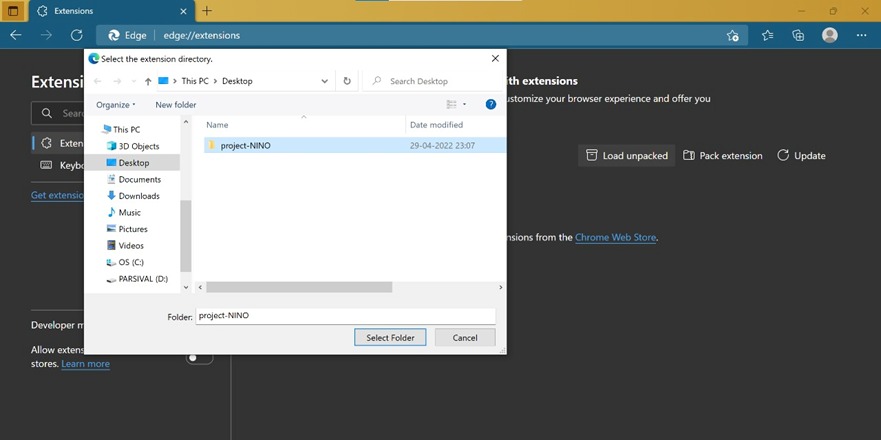 Extensions
Edge
edge://extensions
Select the extension directory.
This PC
Desktop
Search Desktop
Organize
New folder
Name
Date modified
This PC
3D Objects
Desktop
Documents
Downloads
Music
Pictures
Videos
OS (C:)
PARSIVAL (D:)
project-NINO
29-04-2022 23:07
Folder:
project-NINO
Select Folder
Cancel
Extensi
Sear
Exten
Keybo
Get extensio
Developer m
Allow extens
stores. Learn more
ith extensions
ustomize your browser experience and offer you
Load unpacked
Pack extension
Update
nsions from the Chrome Web Store.